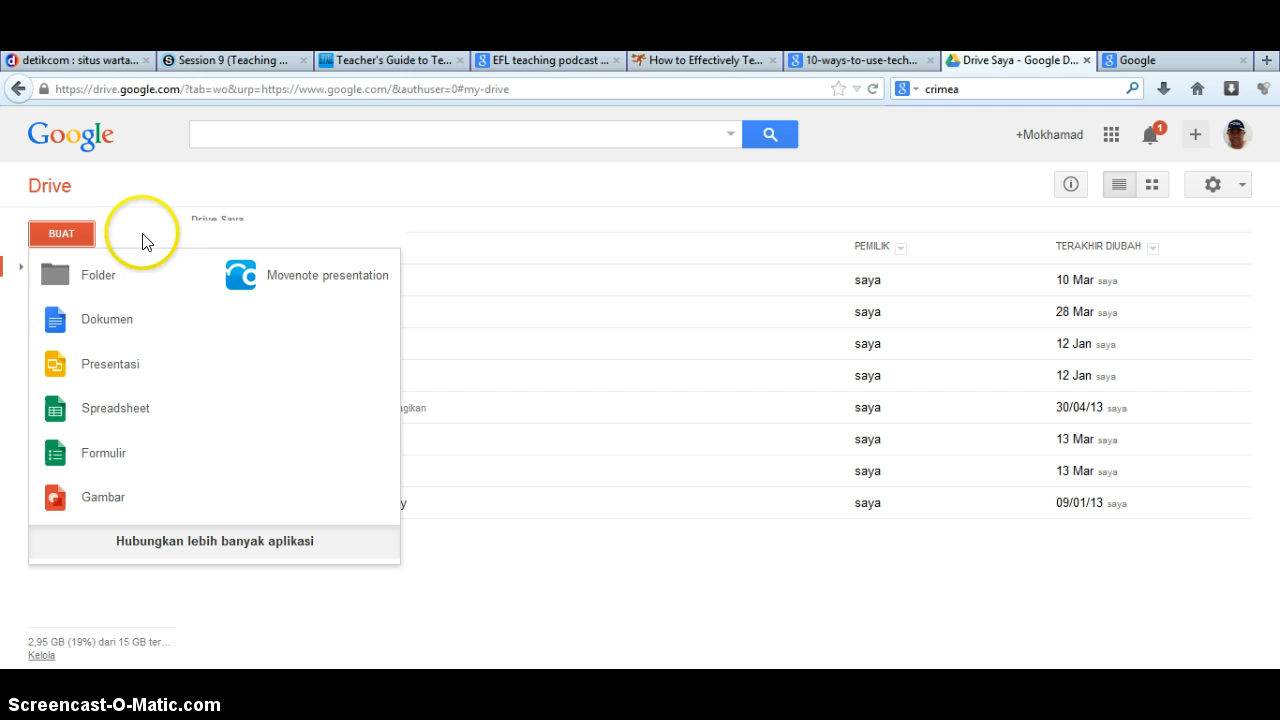 detikcom : situs warta...
Session 9 (Teaching ...
Teacher's Guide to Te...
EFL teaching podcast ...
How to Effectively Te...
10-ways-to-use-tech...
Drive Saya - Google D...
Google
https://drive.google.com/?tab=wo&urp=https://www.google.com/&authuser=0#my-drive
crimea
Google
+Mokhamad
1
Drive
Drive Saya
BUAT
PEMILIK
TERAKHIR DIUBAH
Folder
Movenote presentation
saya
10 Mar saya
Dokumen
saya
28 Mar saya
saya
12 Jan saya
Presentasi
saya
12 Jan saya
Spreadsheet
agikan
saya
30/04/13 saya
saya
13 Mar saya
Formulir
saya
13 Mar saya
Gambar
y
saya
09/01/13 saya
Hubungkan lebih banyak aplikasi
2,95 GB (19%) dari 15 GB ter...
Kelola
Screencast-O-Matic.com